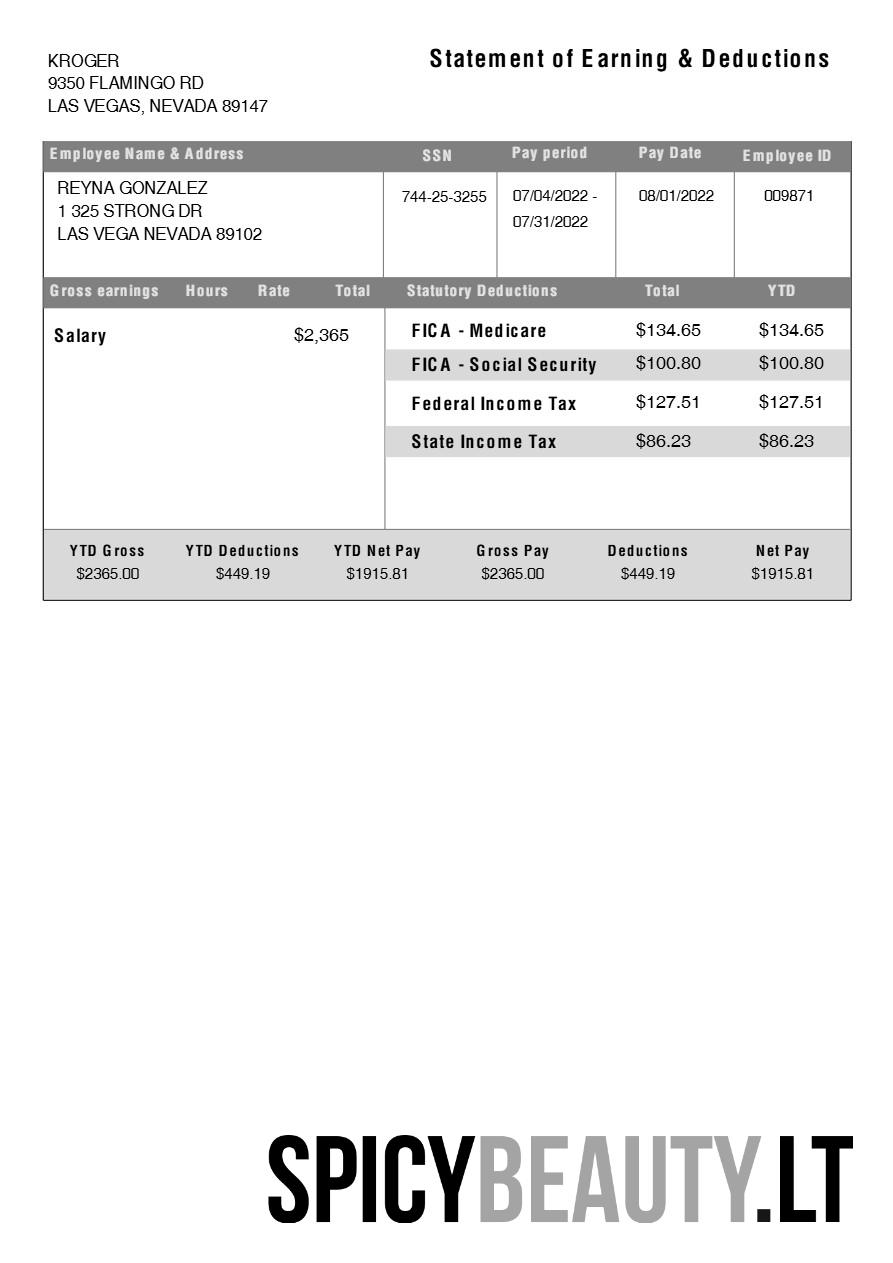 KROGER
9350 FLAMINGO RD
LAS VEGAS, NEVADA 89147
Statement of Earning & Deductions
Employee Name & Address SSN Pay period Pay Date Employee ID
REYNA GONZALEZ
1 325 STRONG DR
LAS VEGA NEVADA 89102
744-25-3255
07/04/2022 -
07/31/2022
08/01/2022
009871
Gross earnings Hours Rate Total Statutory Deductions Total YTD
Salary $2,365
FICA - Medicare $134.65 $134.65
FICA - Social Security $100.80 $100.80
Federal Income Tax $127.51 $127.51
State Income Tax $86.23 $86.23
YTD Gross YTD Deductions YTD Net Pay Gross Pay Deductions Net Pay
$2365.00 $449.19 $1915.81 $2365.00 $449.19 $1915.81
SPICYBEAUTY.LT